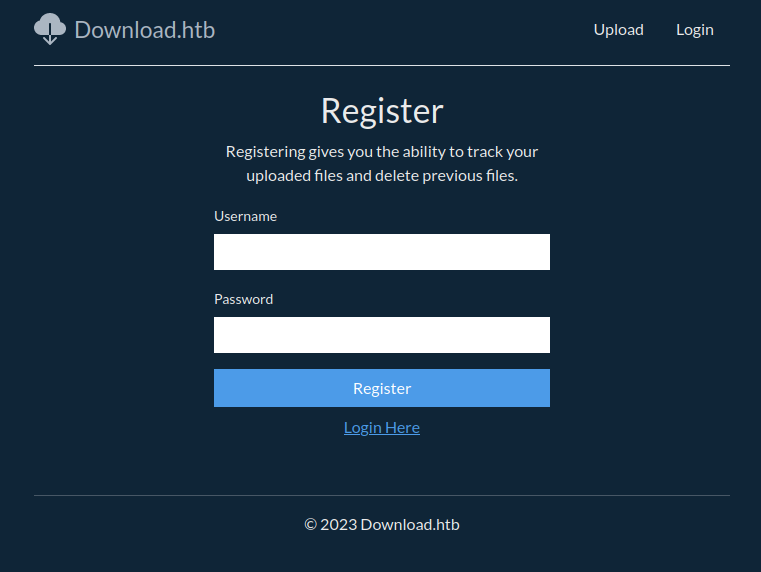 Download.htb
Upload
Login
Register
Registering gives you the ability to track your
uploaded files and delete previous files.
Username
Password
Register
Login Here
© 2023 Download.htb